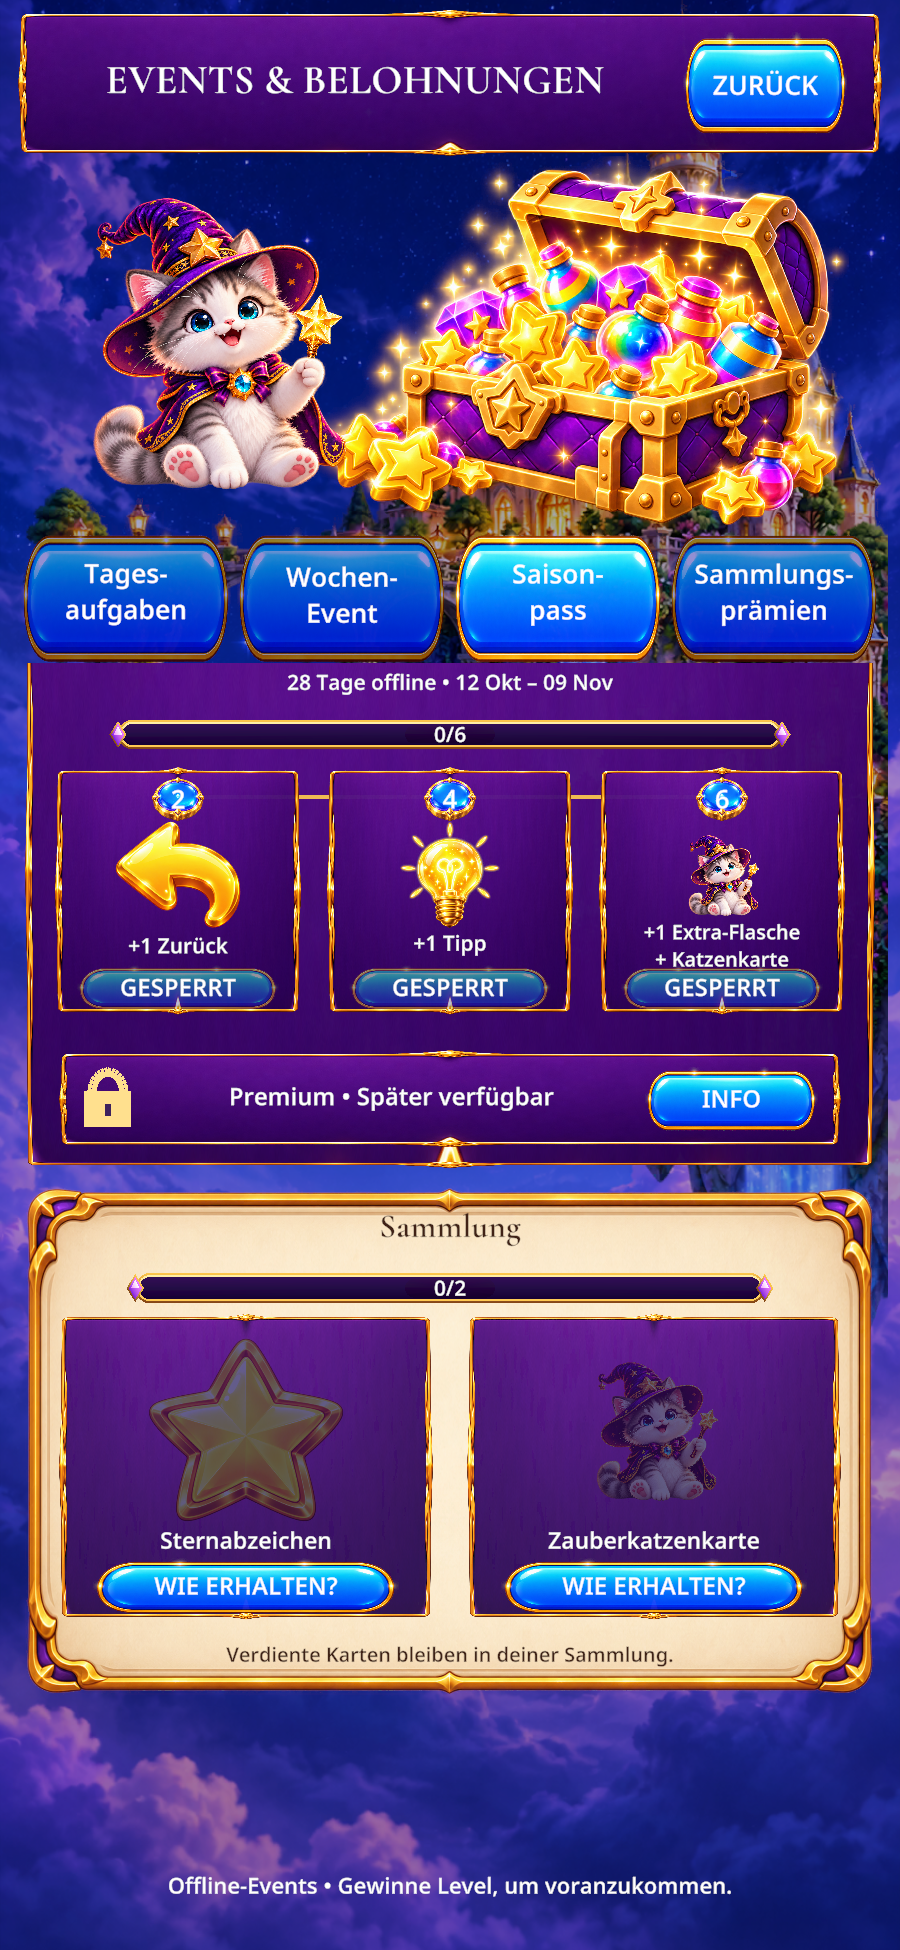 EVENTS & BELOHNUNGEN
ZURÜCK
Tages-
aufgaben
Wochen-
Event
Saison-
pass
Sammlungs-
prämien
28 Tage offline • 12 Okt – 09 Nov
0/6
2
4
6
+1 Zurück
+1 Tipp
+1 Extra-Flasche
+ Katzenkarte
GESPERRT
GESPERRT
GESPERRT
Premium • Später verfügbar
INFO
Sammlung
0/2
Sternabzeichen
Zauberkatzenkarte
WIE ERHALTEN?
WIE ERHALTEN?
Verdiente Karten bleiben in deiner Sammlung.
Offline-Events • Gewinne Level, um voranzukommen.